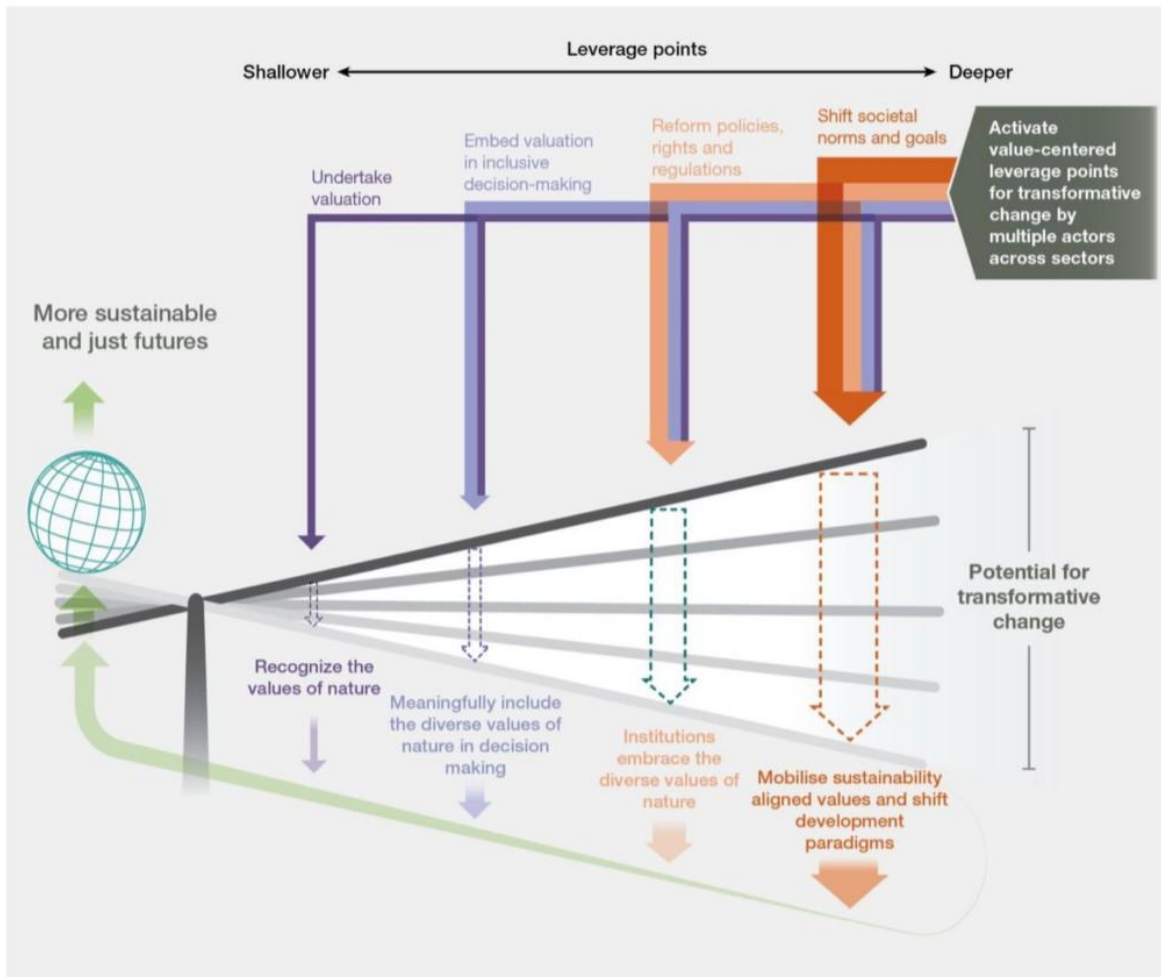 Leverage points
Shallower
Deeper
Undertake
valuation
Embed valuation
in inclusive
decision-making
Reform policies,
rights and
regulations
Shift societal
norms and goals
Activate
value-centered
leverage points
for transformative
change by
multiple actors
across sectors
More sustainable
and just futures
Potential for
transformative
change
Recognize the
values of nature
Meaningfully include
the diverse values of
nature in decision
making
Institutions
embrace the
diverse values of
nature
Mobilise sustainability
aligned values and shift
development
paradigms